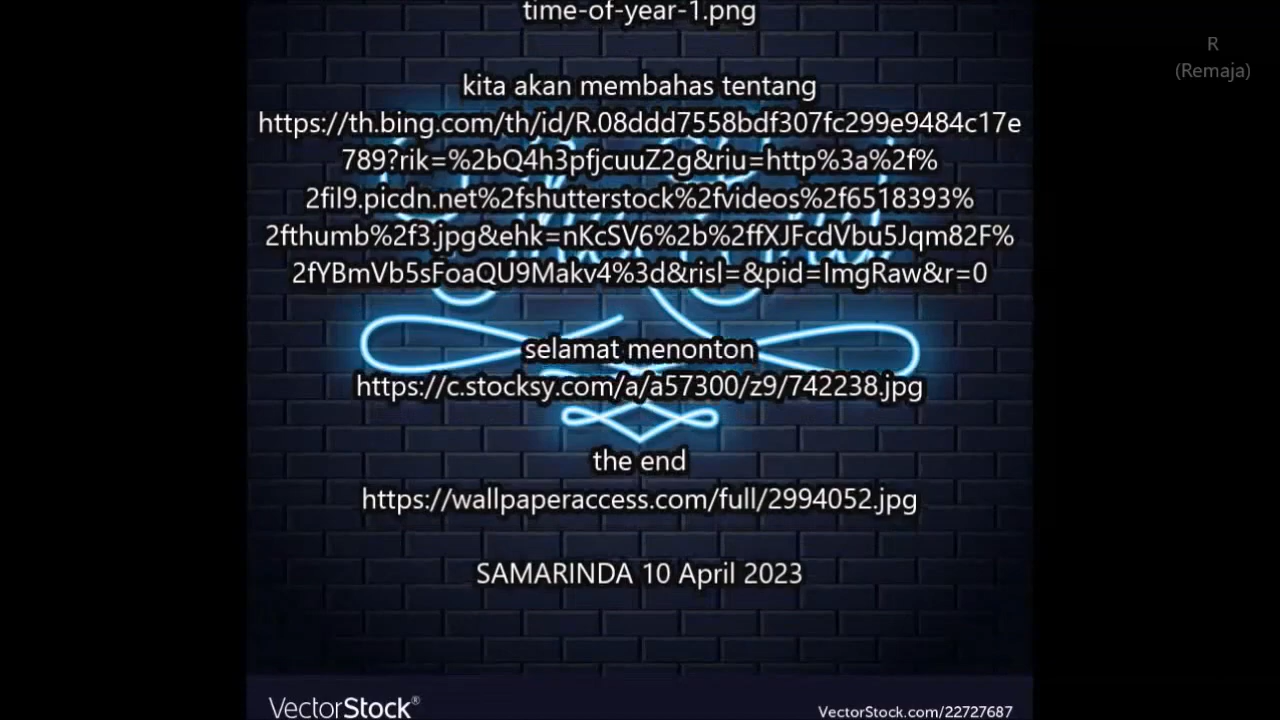 time-of-year-1.png
R
(Remaja)
kita akan membahas tentang
https://th.bing.com/th/id/R.08ddd7558bdf307fc299e9484c17e
789?rik=%2bQ4h3pfjcuuZ2g&riu=http%3a%2f%
2fil9.picdn.net%2fshutterstock%2fvideos%2f6518393%
2fthumb%2f3.jpg&ehk=nKcSV6%2b%2ffXJFcdVbu5Jqm82F%
2fYBmVb5sFoaQU9Makv4%3d&risl=&pid=ImgRaw&r=0
selamat menonton
https://c.stocksy.com/a/a57300/z9/742238.jpg
the end
https://wallpaperaccess.com/full/2994052.jpg
SAMARINDA 10 April 2023
VectorStock®
VectorStock.com/22727687